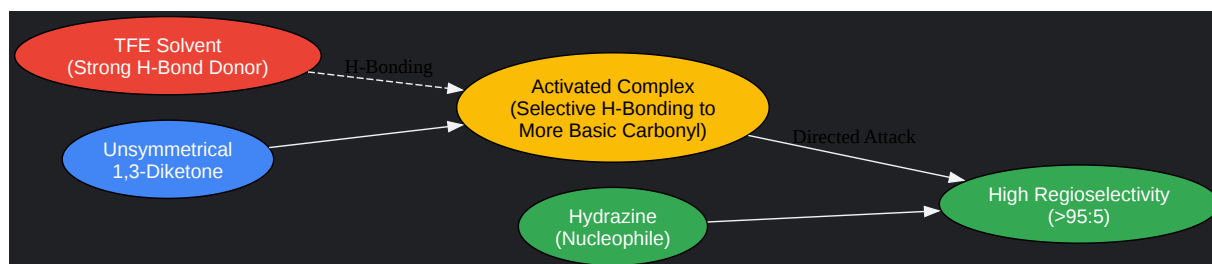 TFE Solvent
(Strong H-Bond Donor)
H-Bonding
Unsymmetrical
1,3-Diketone
Activated Complex
(Selective H-Bonding to
More Basic Carbonyl)
Directed Attack
Hydrazine
(Nucleophile)
High Regioselectivity
(>95:5)